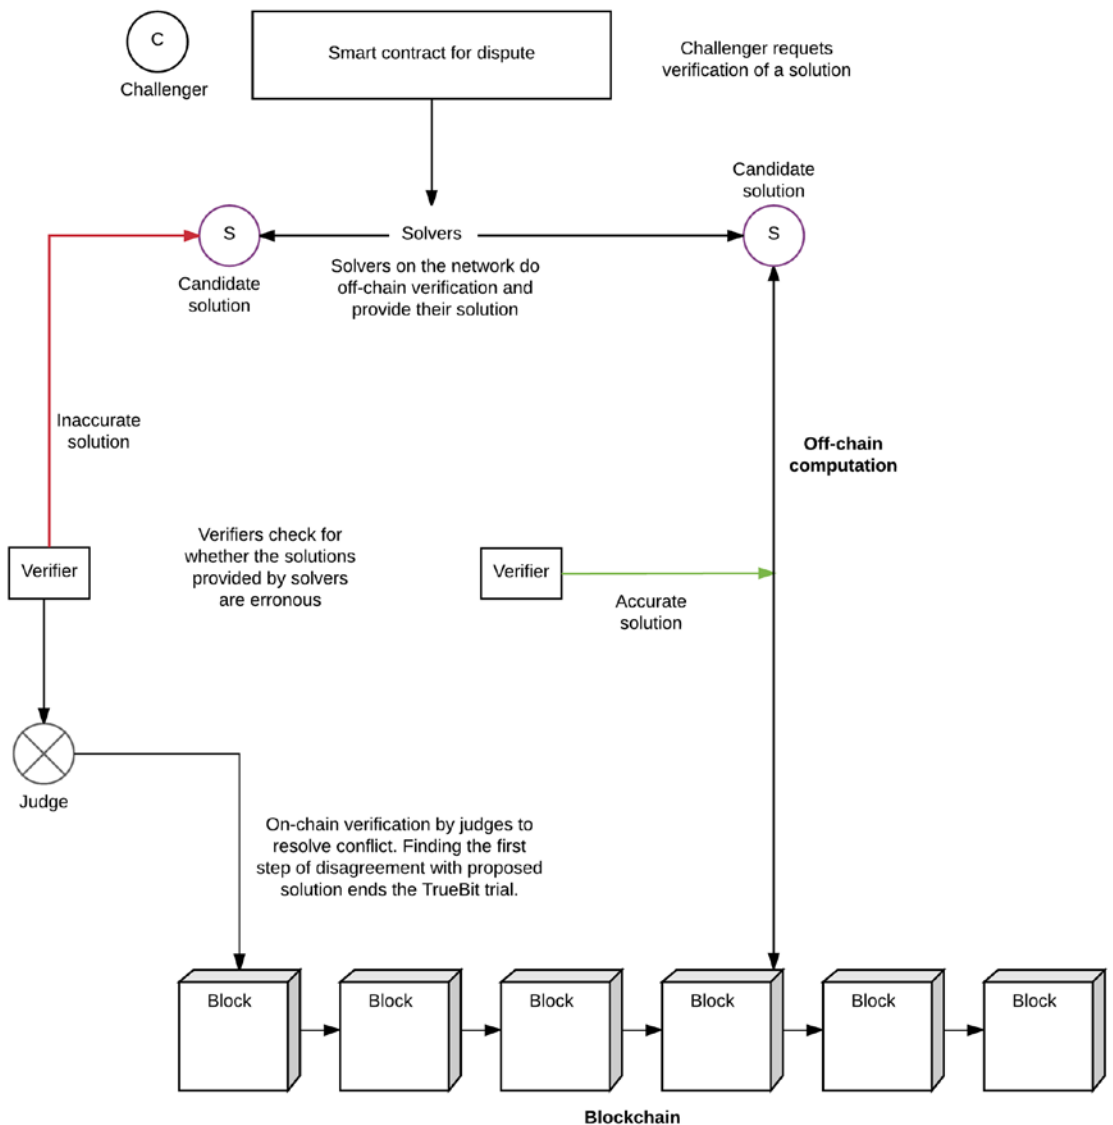 C
Challenger
Smart contract for dispute
Challenger requets
verification of a solution
Candidate
solution
S
Solvers
S
Candidate
solution
Solvers on the network do
off-chain verification and
provide their solution
Inaccurate
solution
Off-chain
computation
Verifier
Verifiers check for
whether the solutions
provided by solvers
are erronous
Verifier
Accurate
solution
Judge
On-chain verification by judges to
resolve conflict. Finding the first
step of disagreement with proposed
solution ends the TrueBit trial.
Block
Block
Block
Block
Block
Block
Blockchain